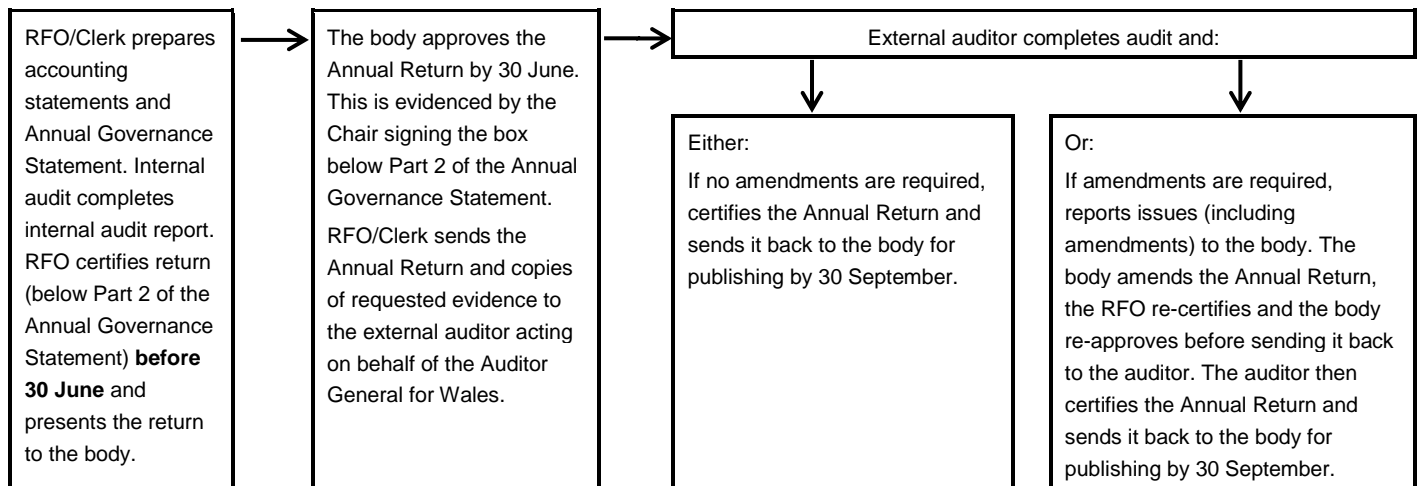 RFO/Clerk prepares
accounting
statements and
Annual Governance
Statement. Internal
audit completes
internal audit report.
RFO certifies return
(below Part 2 of the
Annual Governance
Statement) before
30 June and
presents the return
to the body.
The body approves the
Annual Return by 30 June.
This is evidenced by the
Chair signing the box
below Part 2 of the Annual
Governance Statement.
RFO/Clerk sends the
Annual Return and copies
of requested evidence to
the external auditor acting
on behalf of the Auditor
General for Wales.
External auditor completes audit and:
Either:
If no amendments are required,
certifies the Annual Return and
sends it back to the body for
publishing by 30 September.
Or:
If amendments are required,
reports issues (including
amendments) to the body. The
body amends the Annual Return,
the RFO re-certifies and the body
re-approves before sending it back
to the auditor. The auditor then
certifies the Annual Return and
sends it back to the body for
publishing by 30 September.